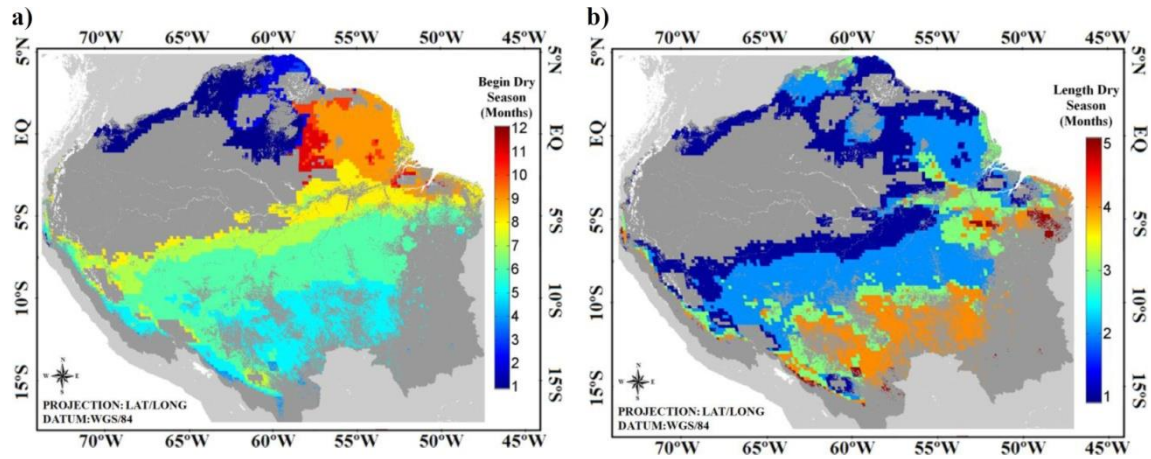 a)
70°W 65°W 60°W 55°W 50°W 45°W
5°N EQ 5°S 10°S 15°S
5°N EQ 5°S 10°S 15°S
Begin Dry
Season
(Months)
12
11
10
9
8
7
6
5
4
3
2
1
N
W E
S
PROJECTION: LAT/LONG
DATUM:WGS/84
70°W 65°W 60°W 55°W 50°W 45°W
b)
70°W 65°W 60°W 55°W 50°W 45°W
5°N EQ 5°S 10°S 15°S
5°N EQ 5°S 10°S 15°S
Length Dry
Season
(Months)
5
4
3
2
1
N
W E
S
PROJECTION: LAT/LONG
DATUM:WGS/84
70°W 65°W 60°W 55°W 50°W 45°W